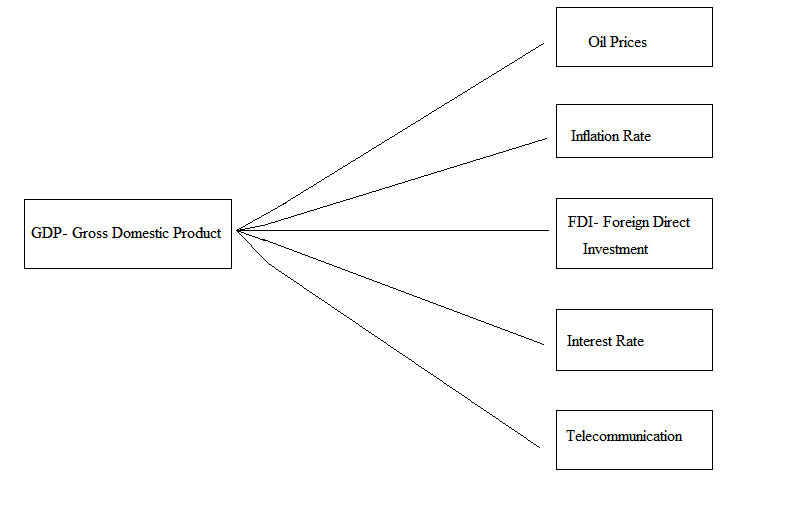 Oil Prices
Inflation Rate
GDP- Gross Domestic Product
FDI- Foreign Direct
Investment
Interest Rate
Telecommunication